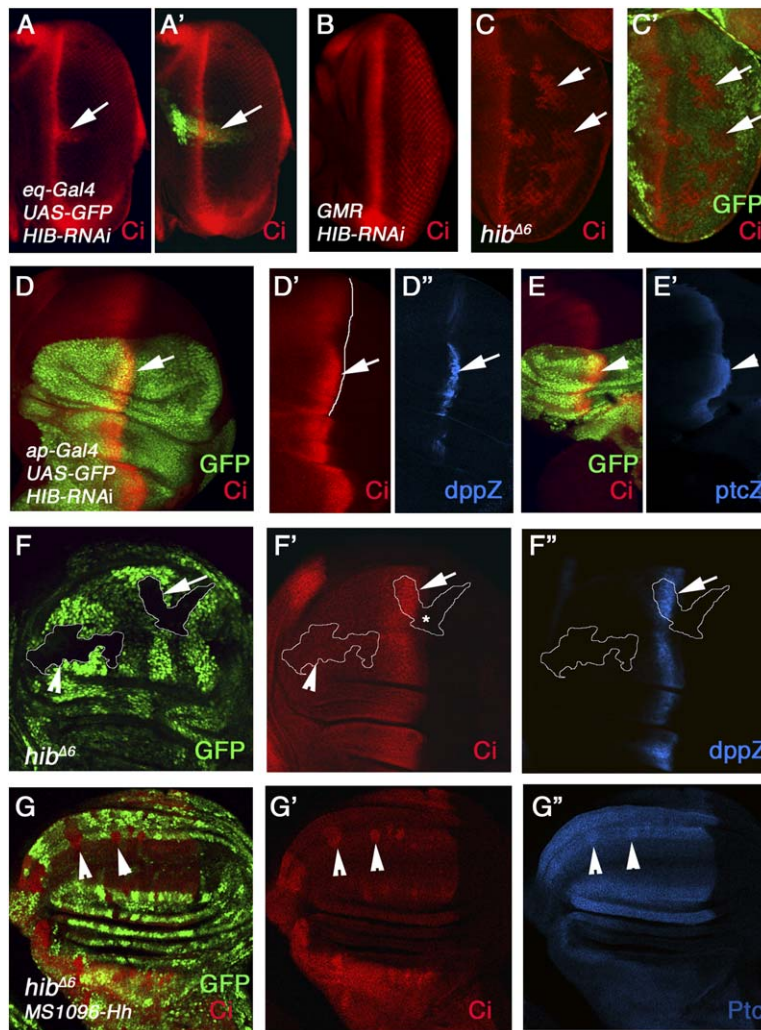 A
A'
B
C
C'
eq-Gal4
UAS-GFP
HIB-RNAi
Ci
Ci
GMR
HIB-RNAi
Ci
hibΔ6
Ci
GFP
Ci
D
D'
D"
E
E'
ap-Gal4
UAS-GFP
HIB-RNAi
GFP
Ci
Ci
dppZ
GFP
Ci
ptcZ
F
F'
F"
*
hibΔ6
GFP
Ci
dppZ
G
G'
G"
hibΔ6
MS1096-Hh
GFP
Ci
Ci
Ptc